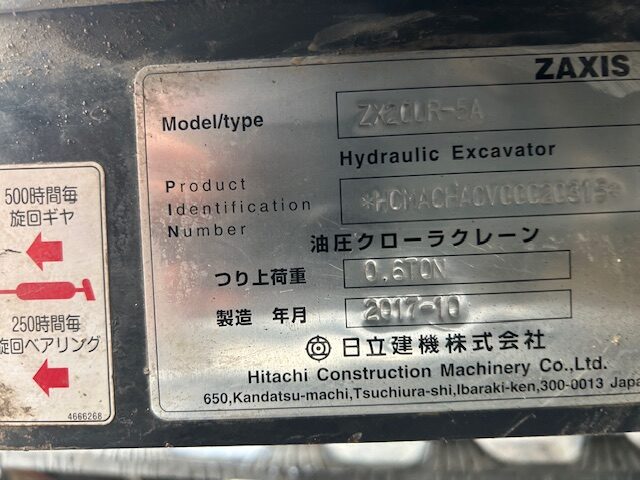 ZAXIS
Model/type
Hydraulic Excavator
Product
Identification
Number
油圧クローラクレーン
つり上荷重 0.6TON
製造 年月 2017-10
日立建機株式会社
Hitachi Construction Machinery Co.,Ltd.
650,Kandatsu-machi,Tsuchiura-shi,Ibaraki-ken,300-0013 Japa
500時間毎
旋回ギヤ
250時間毎
旋回ベアリング
4666268